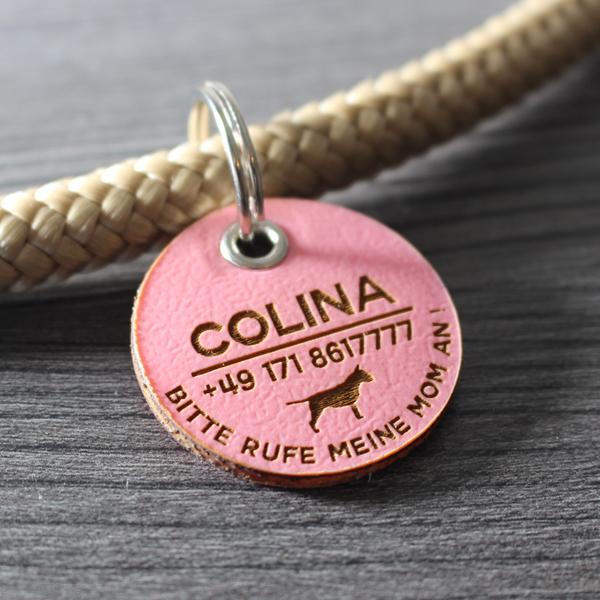 COLINA
+49 171 8617777
BITTE RUFE MEINE MOM AN !